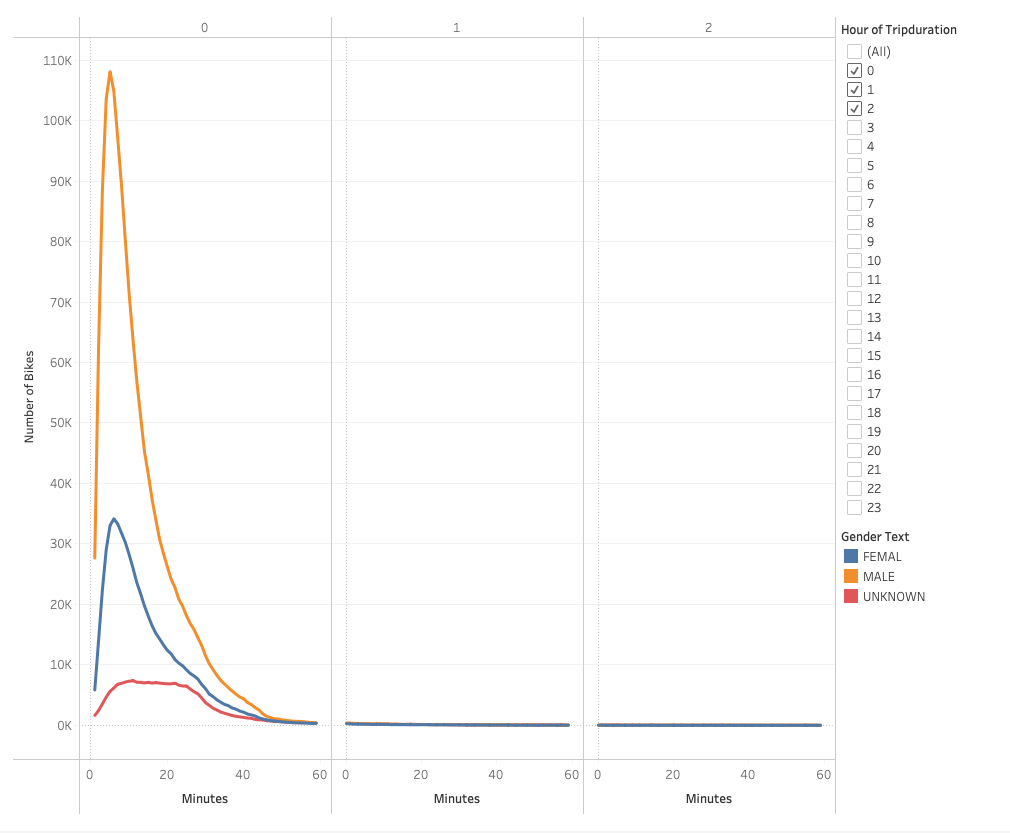 0 1 2
110K
100K
90K
80K
70K
60K
50K
40K
30K
20K
10K
0K
Number of Bikes
0 20 40 60 0 20 40 60 0 20 40 60
Minutes Minutes Minutes
Hour of Tripduration
(All)
0
1
2
3
4
5
6
7
8
9
10
11
12
13
14
15
16
17
18
19
20
21
22
23
Gender Text
FEMAL
MALE
UNKNOWN